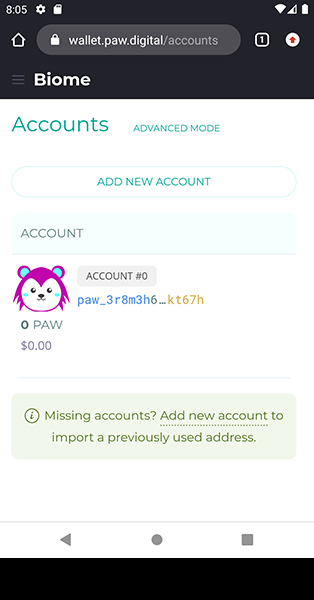 8:05
wallet.paw.digital/accounts
1
Biome
Accounts
ADVANCED MODE
ADD NEW ACCOUNT
ACCOUNT
ACCOUNT #0
paw_3r8m3h6…kt67h
0 PAW
$0.00
Missing accounts? Add new account to
import a previously used address.